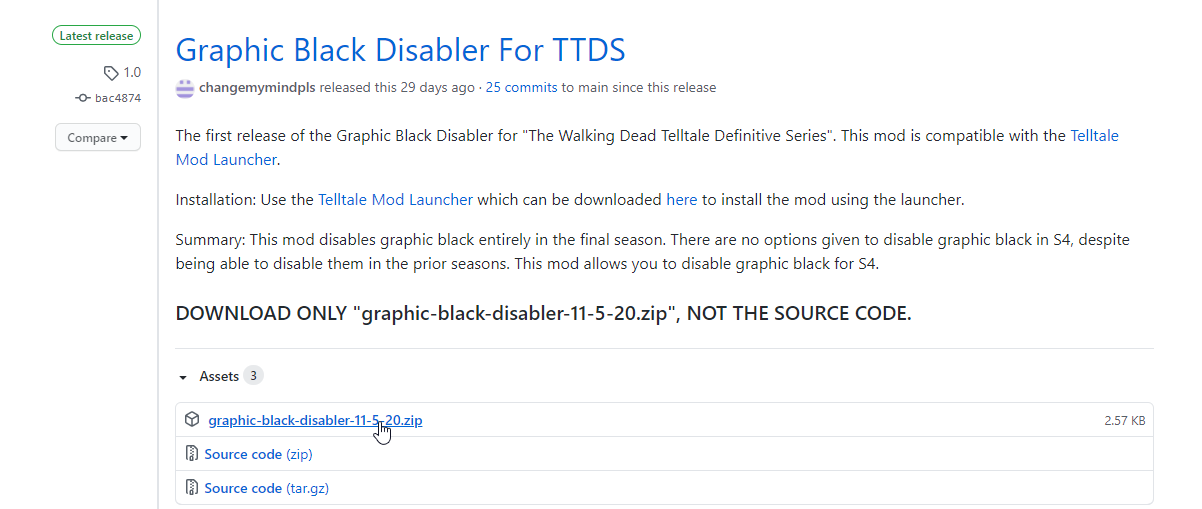 Latest release
1.0
bac4874
Compare
Graphic Black Disabler For TTDS
changemymindpls released this 29 days ago · 25 commits to main since this release
The first release of the Graphic Black Disabler for "The Walking Dead Telltale Definitive Series". This mod is compatible with the Telltale
Mod Launcher.
Installation: Use the Telltale Mod Launcher which can be downloaded here to install the mod using the launcher.
Summary: This mod disables graphic black entirely in the final season. There are no options given to disable graphic black in S4, despite
being able to disable them in the prior seasons. This mod allows you to disable graphic black for S4.
DOWNLOAD ONLY "graphic-black-disabler-11-5-20.zip", NOT THE SOURCE CODE.
Assets 3
graphic-black-disabler-11-5-20.zip 2.57 KB
Source code (zip)
Source code (tar.gz)